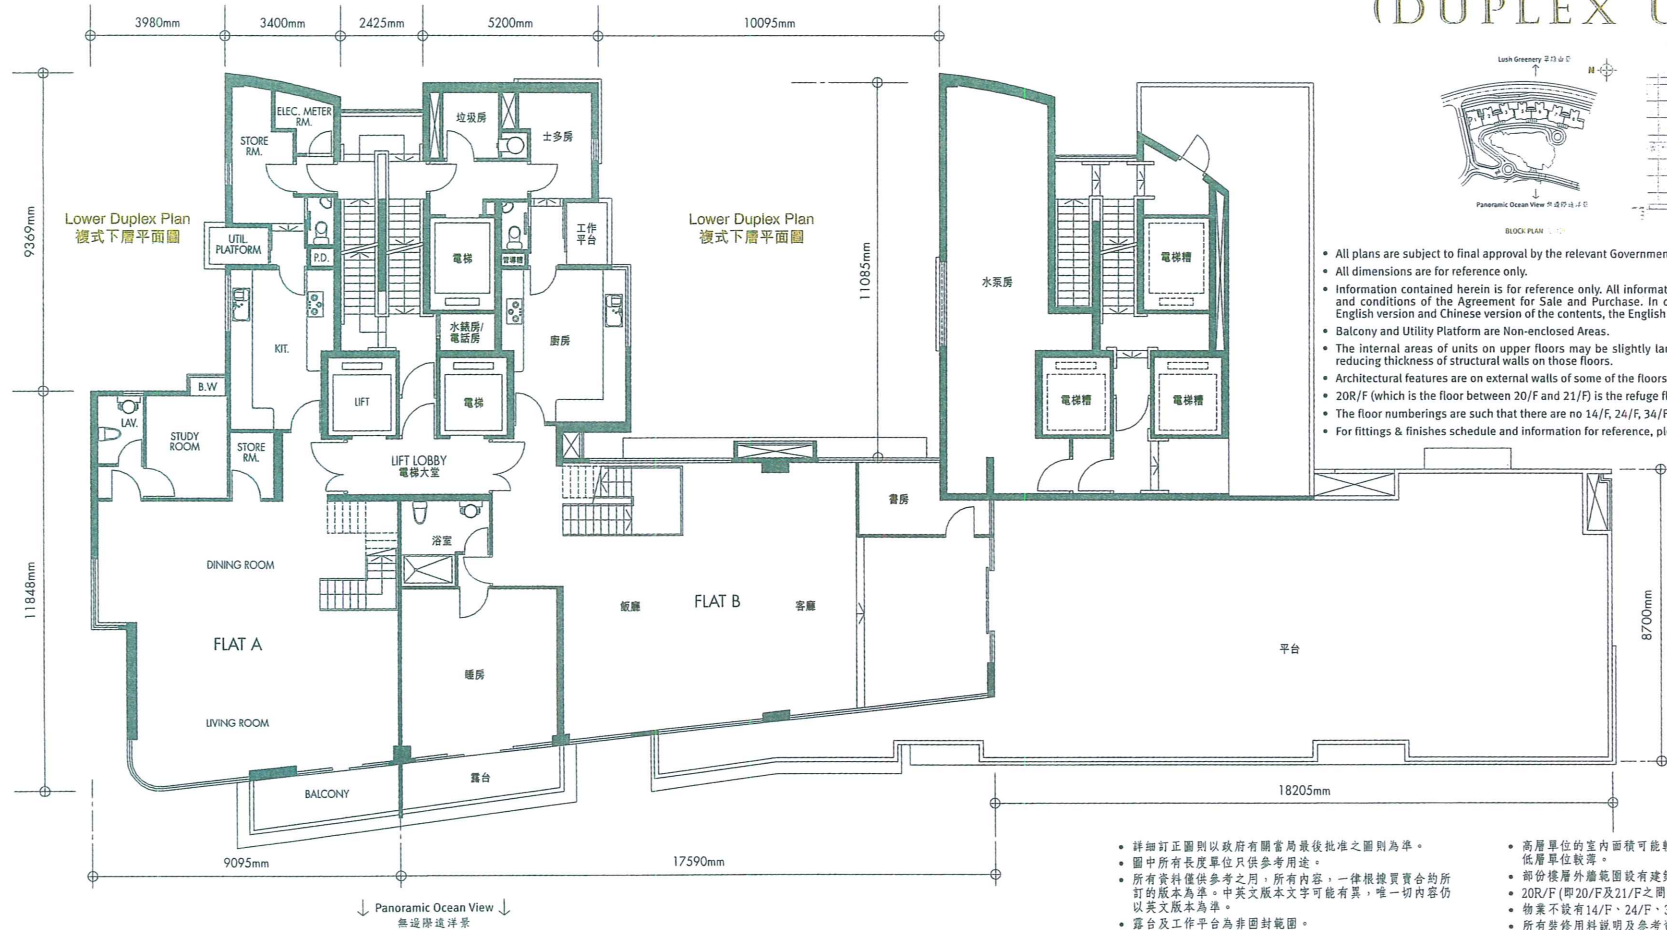 (DUPLEX U
3980mm
3400mm
2425mm
5200mm
10095mm
Lush Greenery
N
Panoramic Ocean View
BLOCK PLAN
9369mm
11848mm
11085mm
8700mm
Lower Duplex Plan
複式下層平面圖
Lower Duplex Plan
複式下層平面圖
ELEC. METER
RM.
STORE
RM.
垃圾房
士多房
UTIL.
PLATFORM
P.D.
電梯
管導槽
工作
平台
水泵房
電梯槽
KIT.
水錶房/
電話房
廚房
B.W
LIFT
電梯
電梯槽
電梯槽
LAV.
STUDY
ROOM
STORE
RM.
LIFT LOBBY
電梯大堂
書房
浴室
DINING ROOM
飯廳
FLAT B
客廳
FLAT A
平台
睡房
LIVING ROOM
露台
BALCONY
18205mm
9095mm
17590mm
Panoramic Ocean View
無邊際遠洋景
• All plans are subject to final approval by the relevant Governmen
• All dimensions are for reference only.
• Information contained herein is for reference only. All informat
and conditions of the Agreement for Sale and Purchase. In c
English version and Chinese version of the contents, the English
• Balcony and Utility Platform are Non-enclosed Areas.
• The internal areas of units on upper floors may be slightly lar
reducing thickness of structural walls on those floors.
• Architectural features are on external walls of some of the floors
• 20R/F (which is the floor between 20/F and 21/F) is the refuge fl
• The floor numberings are such that there are no 14/F, 24/F, 34/F
• For fittings & finishes schedule and information for reference, pl
• 詳細訂正圖則以政府有關當局最後批准之圖則為準。
• 圖中所有長度單位只供參考用途。
• 所有資料僅供參考之用，所有內容，一律根據買賣合約所
訂的版本為準。中英文版本文字可能有異，唯一切內容仍
以英文版本為準。
• 露台及工作平台為非圍封範圍。
• 高層單位的室內面積可能
低層單位較薄。
• 部份樓層外牆範圍設有建
• 20R/F (即20/F及21/F之間
• 物業不設有14/F、24/F、3
• 所有裝修用料說明及參考